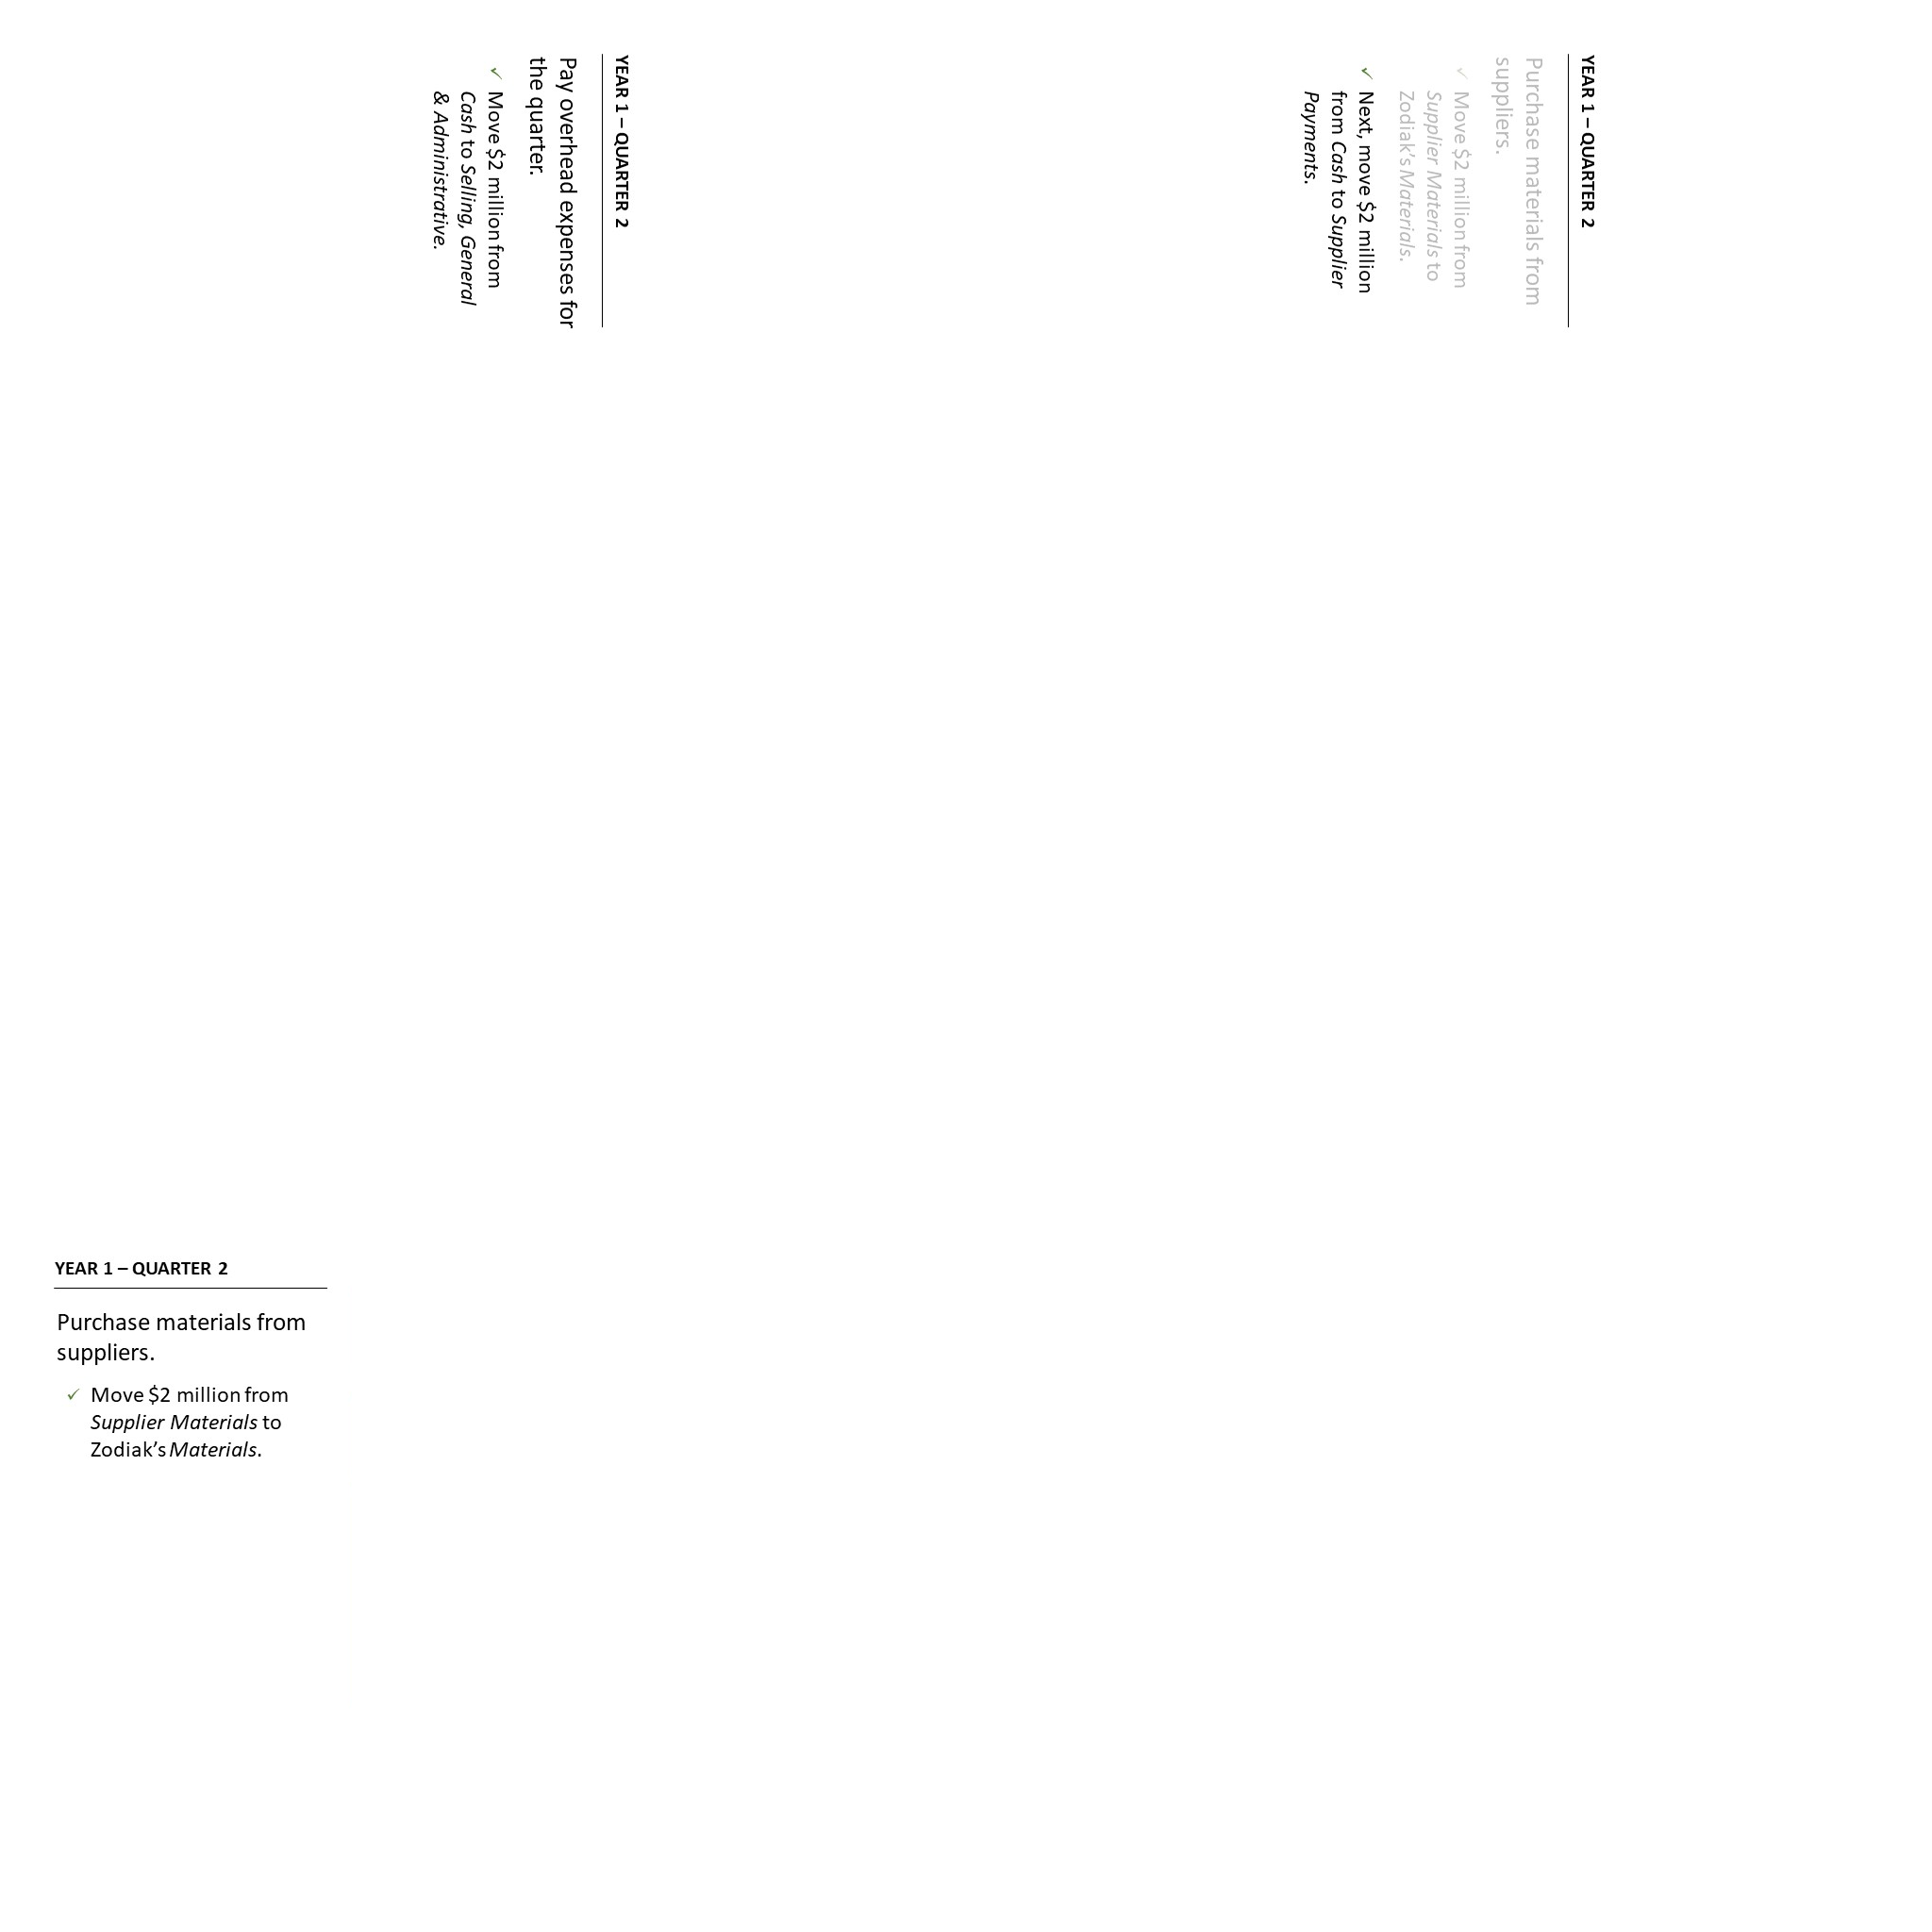 YEAR 1 – QUARTER 2
Pay overhead expenses for
the quarter.
✓ Move $2 million from
Cash to Selling, General
& Administrative.
YEAR 1 – QUARTER 2
Purchase materials from
suppliers.
✓ Move $2 million from
Supplier Materials to
Zodiak’s Materials.
✓ Next, move $2 million
from Cash to Supplier
Payments.
YEAR 1 – QUARTER 2
Purchase materials from
suppliers.
✓ Move $2 million from
Supplier Materials to
Zodiak’s Materials.